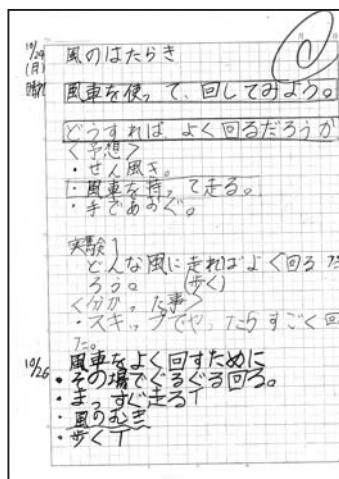 10/24
(月)
晴れ
風のはたらき
風車を使って、回してみよう。
どうすれば よく回るだろうか
<予想>
・せん風き。
・風車を持って走る。
・手であおぐ。
実験1
どんな風に走ればよく回るだ
ろう。 (歩く)
<分かった事>
・スキップでやったらすごく回
た。
10/26
風車をよく回すために
・その場でぐるぐる回る。
・まっすぐ走るT
・風のむき
・歩くT